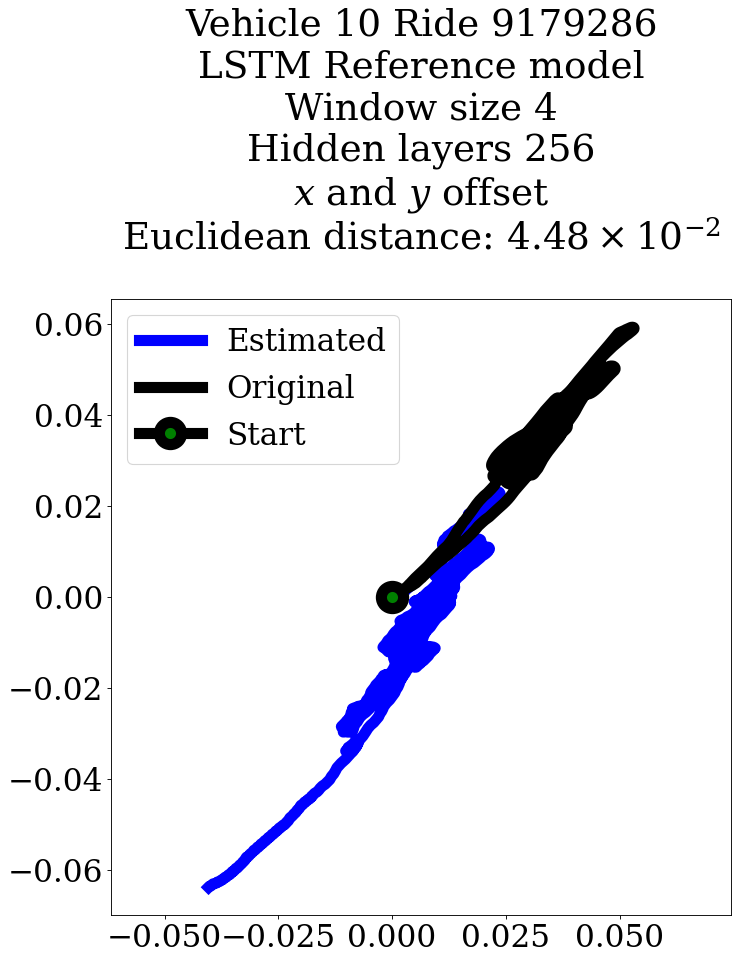 Vehicle 10 Ride 9179286
LSTM Reference model
Window size 4
Hidden layers 256
x and y offset
Euclidean distance: 4.48 × 10⁻²
Estimated
Original
Start
0.06
0.04
0.02
0.00
−0.02
−0.04
−0.06
−0.050 −0.025 0.000 0.025 0.050